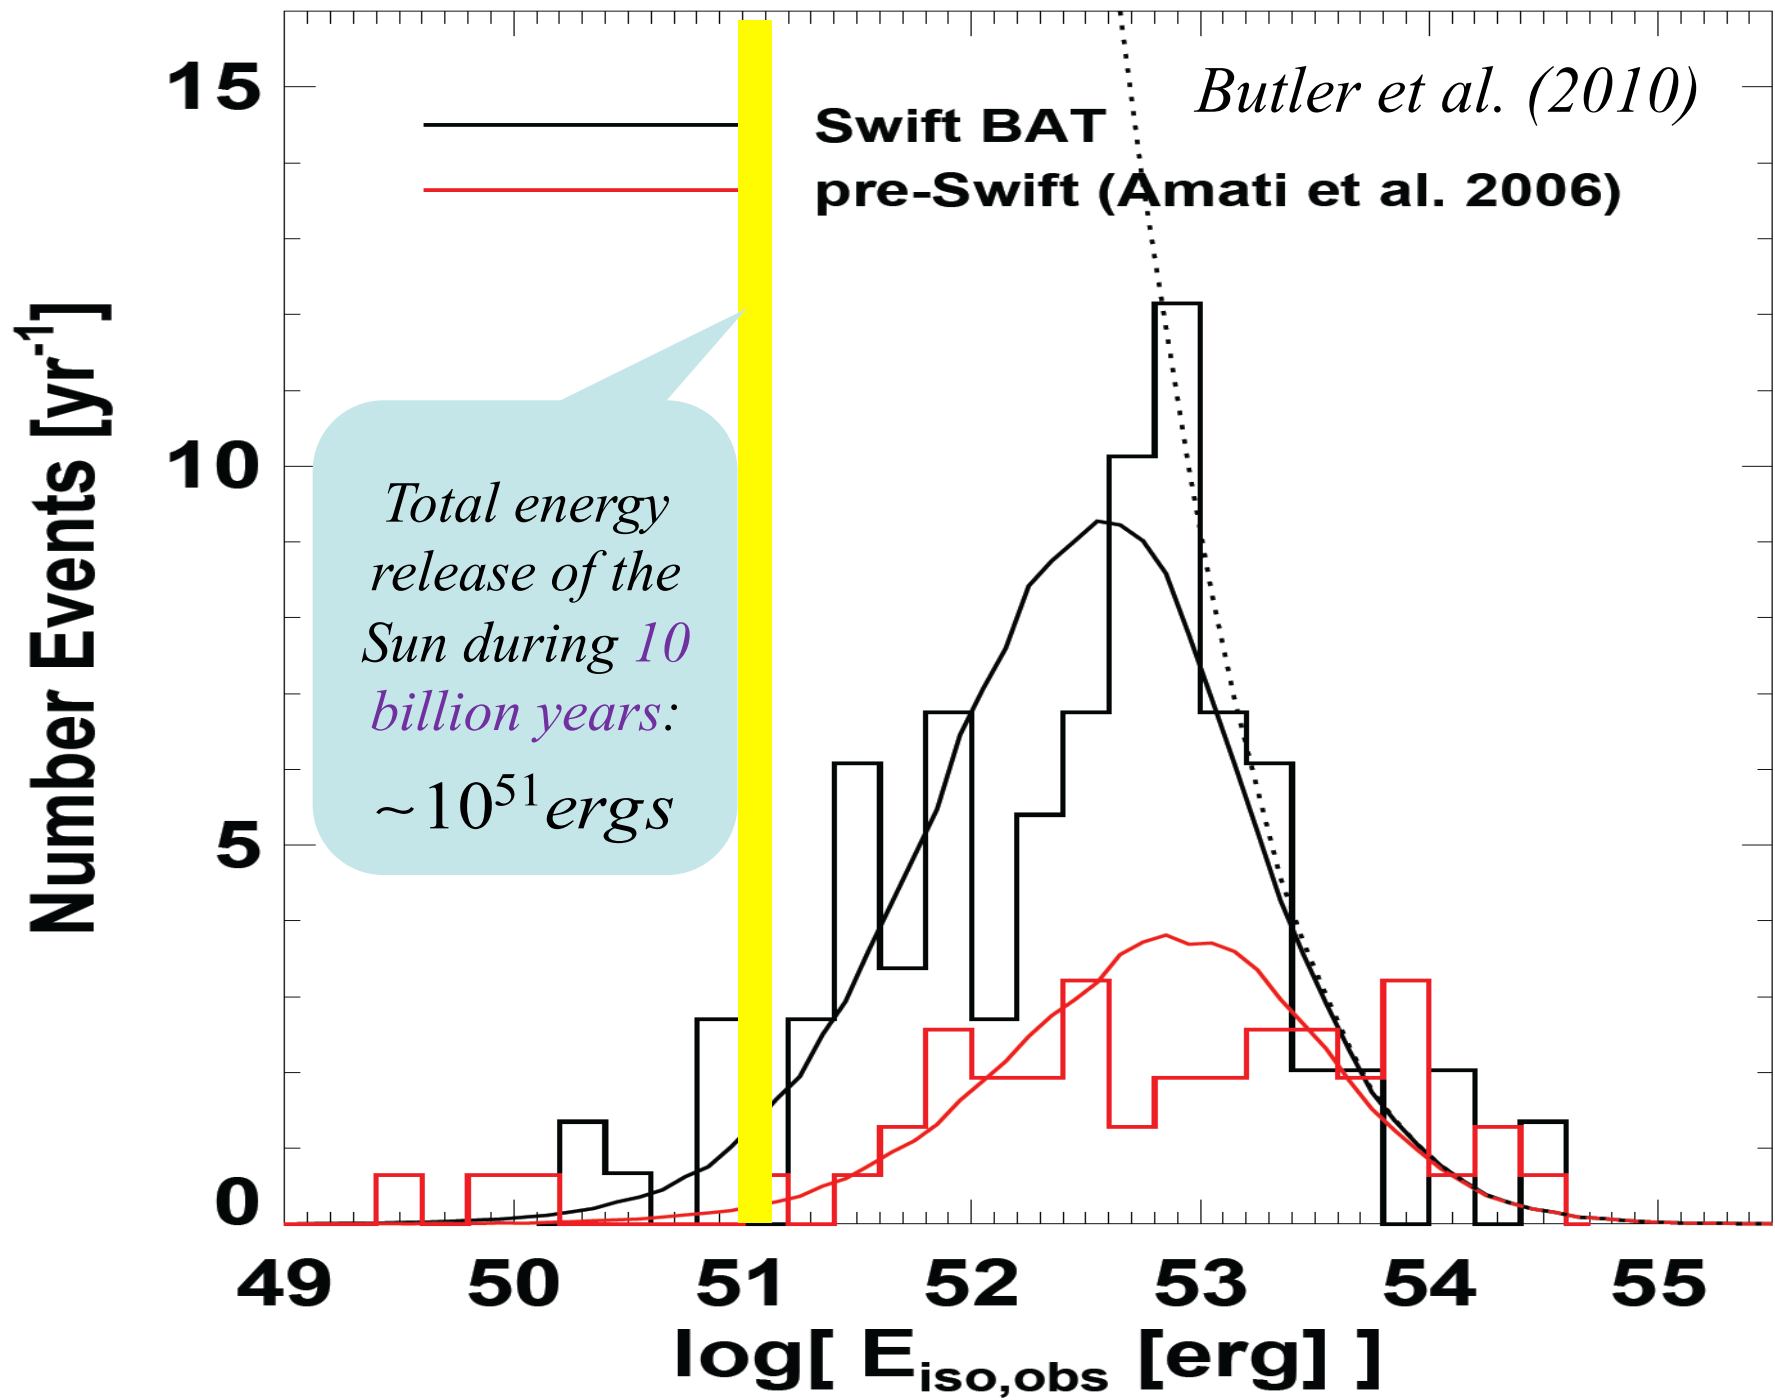 Butler et al. (2010)
Swift BAT
pre-Swift (Amati et al. 2006)
15
10
5
0
Number Events [yr⁻¹]
Total energy
release of the
Sun during 10
billion years:
~10⁵¹ergs
49 50 51 52 53 54 55
log[ E_iso,obs [erg] ]